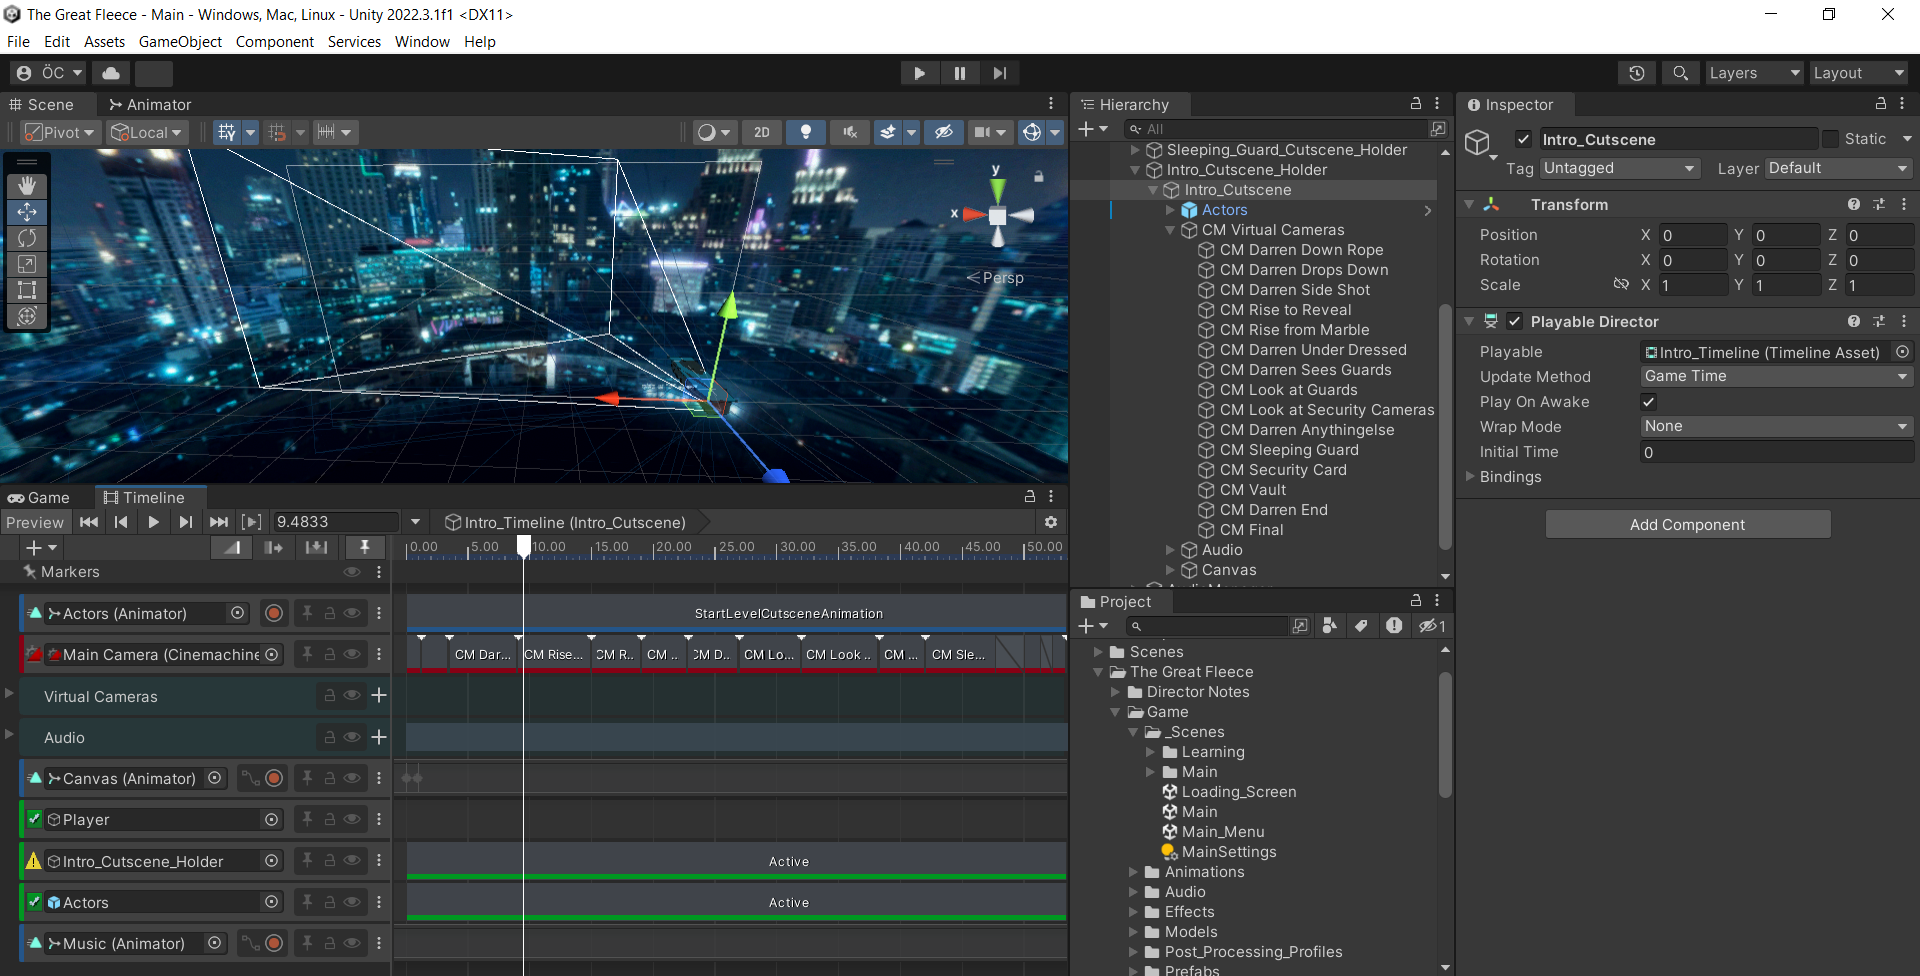 The Great Fleece - Main - Windows, Mac, Linux - Unity 2022.3.1f1 <DX11>
File Edit Assets GameObject Component Services Window Help
ÖC Layers Layout
Scene Animator
Pivot Local 2D
y
x
Persp
Game Timeline
Preview 9.4833 Intro_Timeline (Intro_Cutscene)
0.00 5.00 10.00 15.00 20.00 25.00 30.00 35.00 40.00 45.00 50.00
Markers
Actors (Animator) StartLevelCutsceneAnimation
Main Camera (Cinemachine CM Dar... CM Rise... CM R.. CM .. CM D.. CM Lo... CM Look .. CM ... CM Sle...
Virtual Cameras
Audio
Canvas (Animator)
Player
Intro_Cutscene_Holder Active
Actors Active
Music (Animator)
Hierarchy
All
Sleeping_Guard_Cutscene_Holder
Intro_Cutscene_Holder
Intro_Cutscene
Actors
CM Virtual Cameras
CM Darren Down Rope
CM Darren Drops Down
CM Darren Side Shot
CM Rise to Reveal
CM Rise from Marble
CM Darren Under Dressed
CM Darren Sees Guards
CM Look at Guards
CM Look at Security Cameras
CM Darren Anythingelse
CM Sleeping Guard
CM Security Card
CM Vault
CM Darren End
CM Final
Audio
Canvas
Project
1
Scenes
The Great Fleece
Director Notes
Game
_Scenes
Learning
Main
Loading_Screen
Main
Main_Menu
MainSettings
Animations
Audio
Effects
Models
Post_Processing_Profiles
Prefabs
Inspector
Intro_Cutscene Static
Tag Untagged Layer Default
Transform
Position X 0 Y 0 Z 0
Rotation X 0 Y 0 Z 0
Scale X 1 Y 1 Z 1
Playable Director
Playable Intro_Timeline (Timeline Asset)
Update Method Game Time
Play On Awake
Wrap Mode None
Initial Time 0
Bindings
Add Component